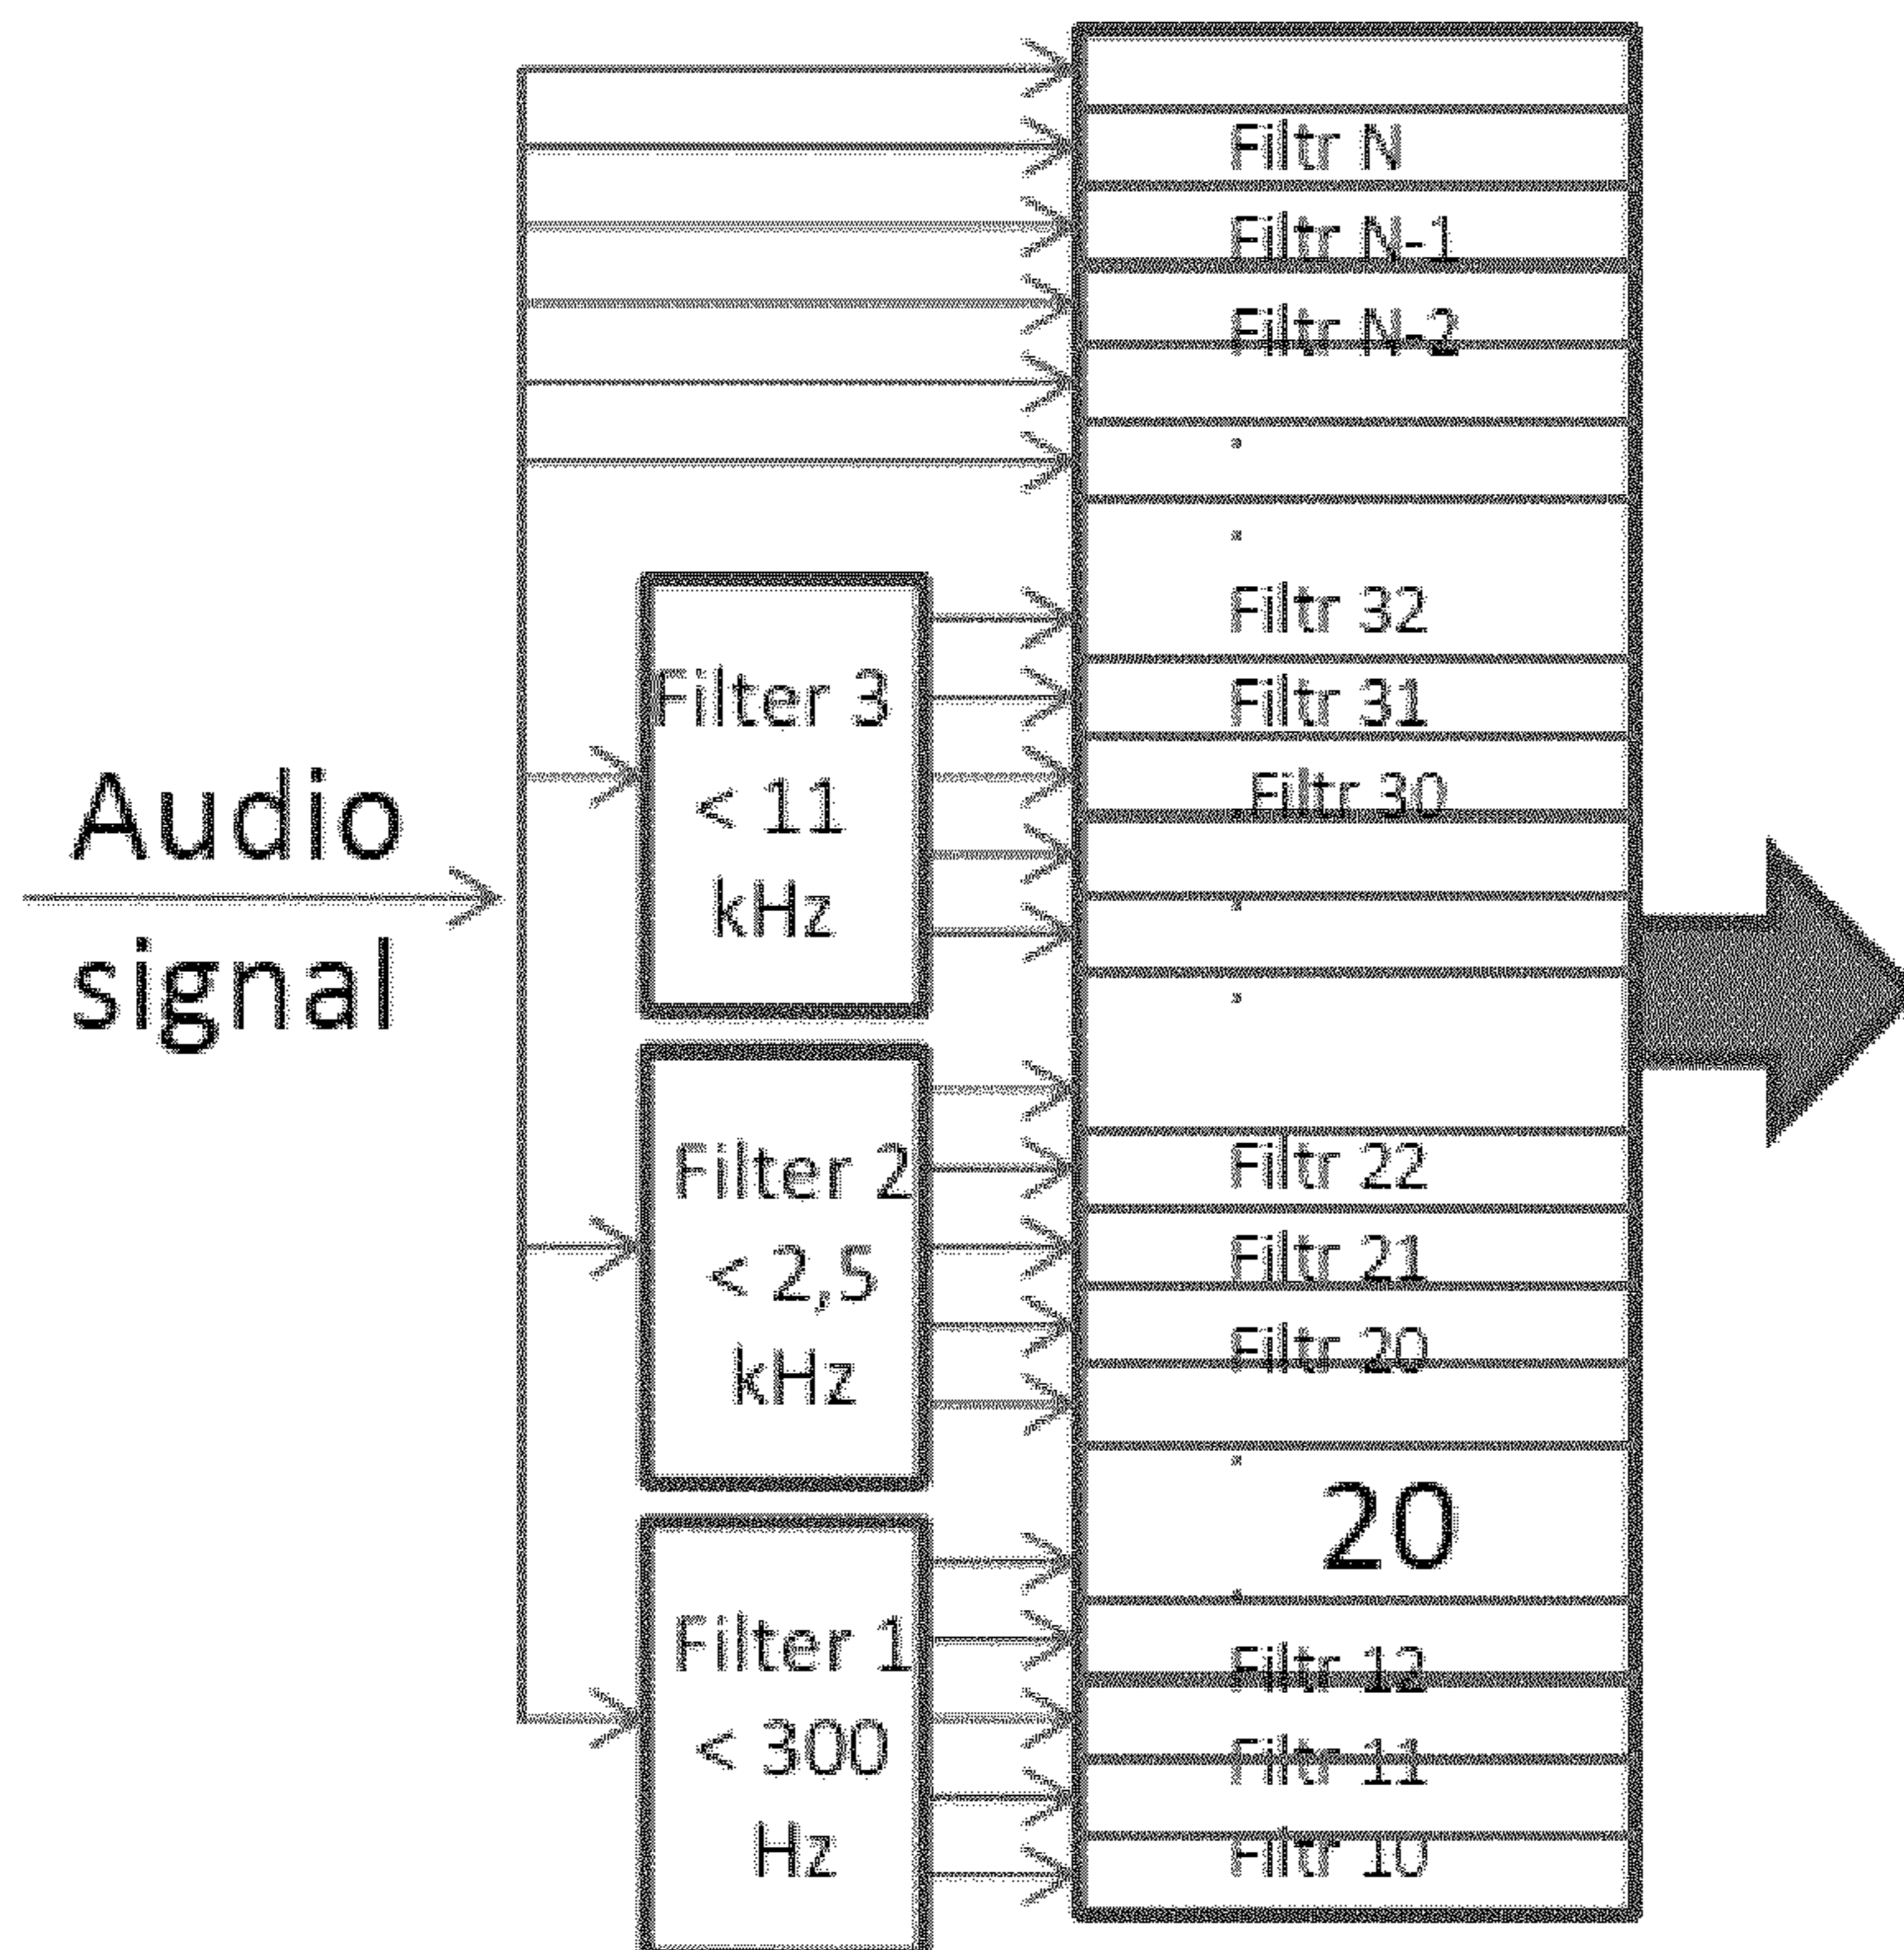 Audio
signal
Filter 3
< 11
kHz
Filter 2
< 2,5
kHz
Filter 1
< 300
Hz
Filtr N
Filtr N-1
Filtr N-2
.
.
Filtr 32
Filtr 31
Filtr 30
.
.
Filtr 22
Filtr 21
Filtr 20
.
20
.
Filtr 12
Filtr 11
Filtr 10